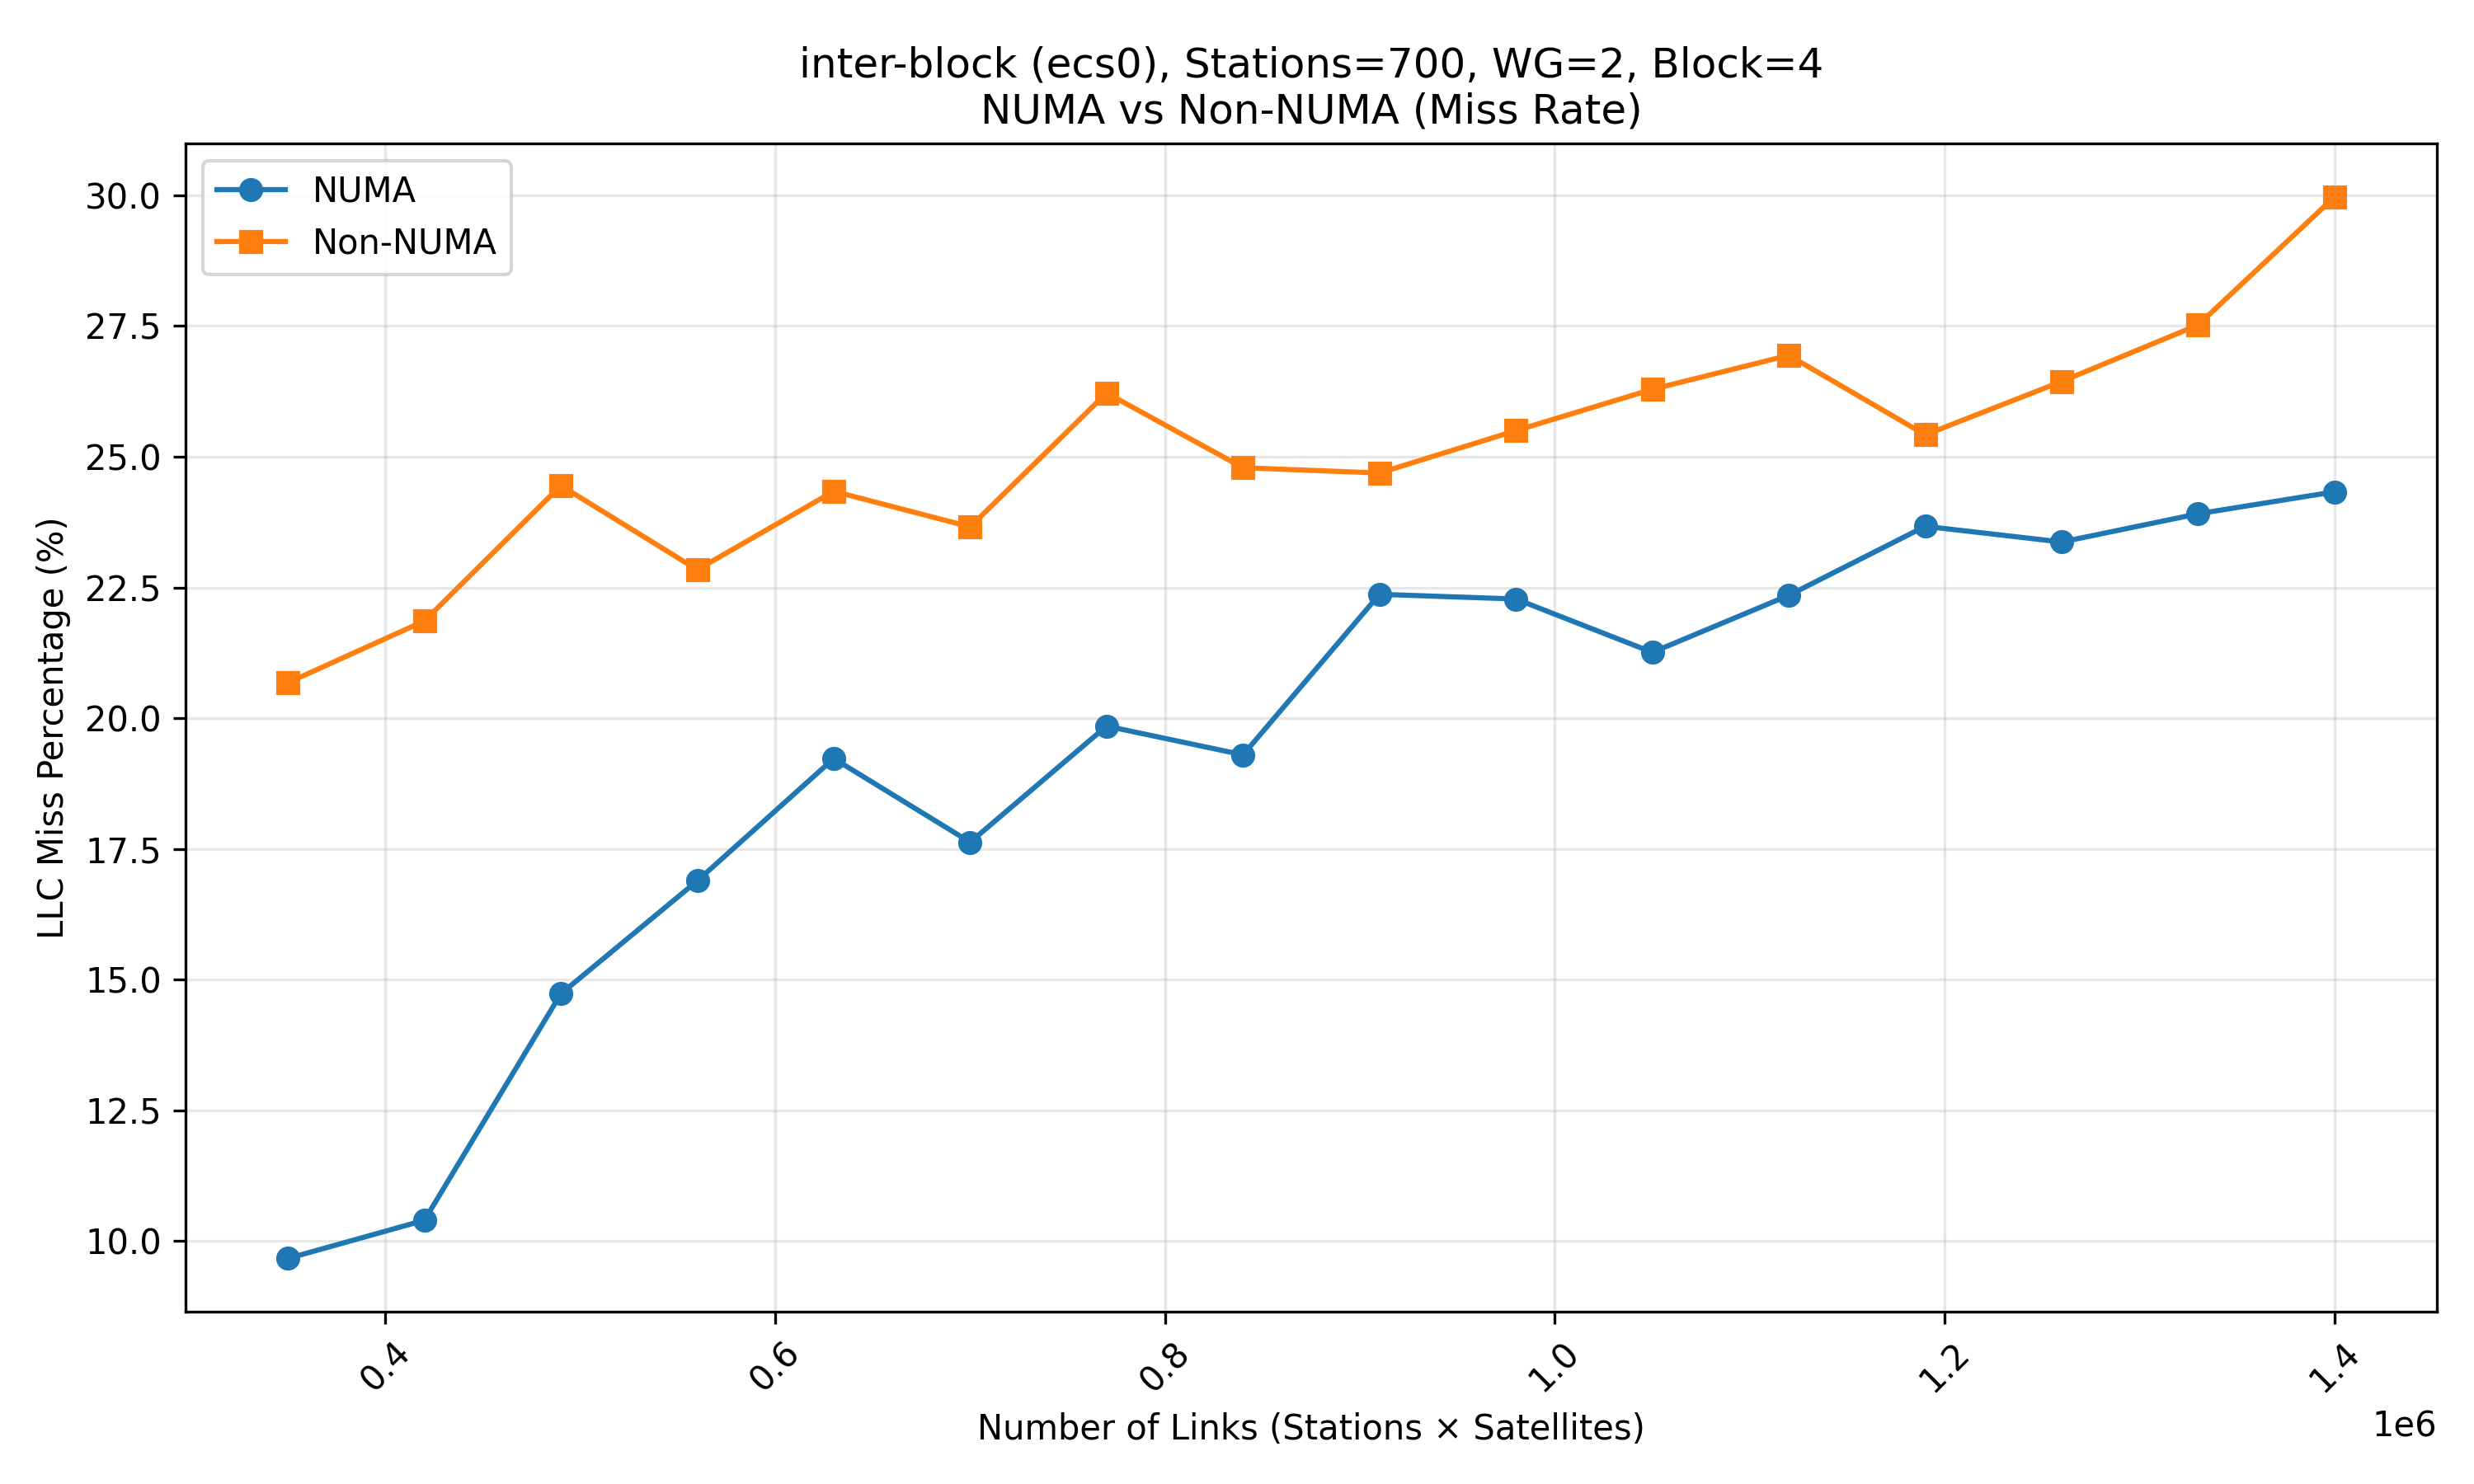 inter-block (ecs0), Stations=700, WG=2, Block=4
NUMA vs Non-NUMA (Miss Rate)
NUMA
Non-NUMA
LLC Miss Percentage (%)
30.0
27.5
25.0
22.5
20.0
17.5
15.0
12.5
10.0
0.4
0.6
0.8
1.0
1.2
1.4
1e6
Number of Links (Stations × Satellites)